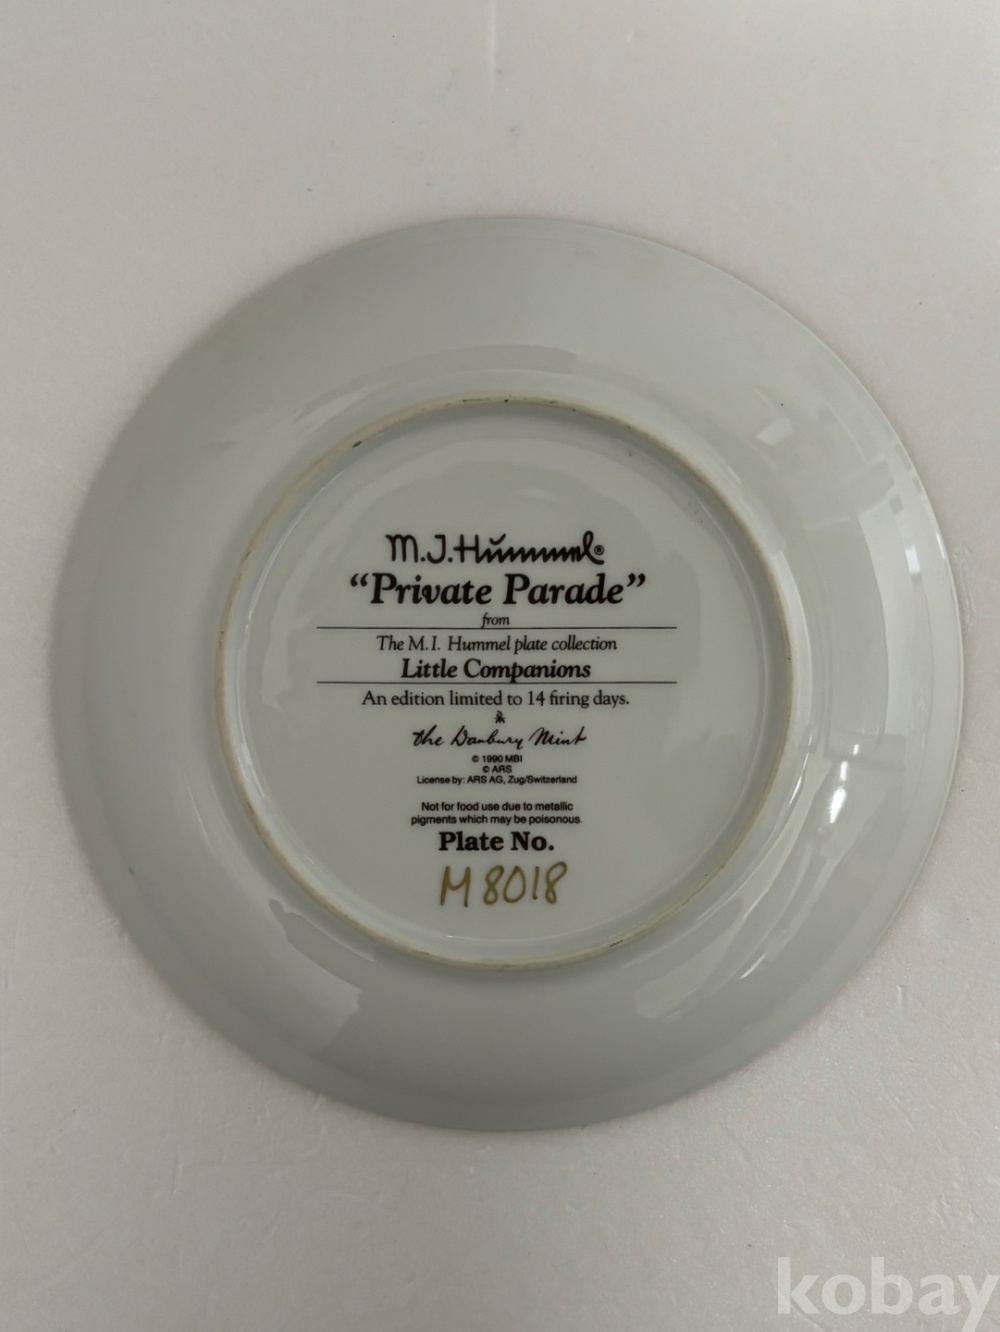 M.J.Hummel®
“Private Parade”
from
The M.I. Hummel plate collection
Little Companions
An edition limited to 14 firing days.
the Danbury Mint
© 1990 MBI
© ARS
License by: ARS AG, Zug/Switzerland
Not for food use due to metallic
pigments which may be poisonous.
Plate No.
M8018
kobay